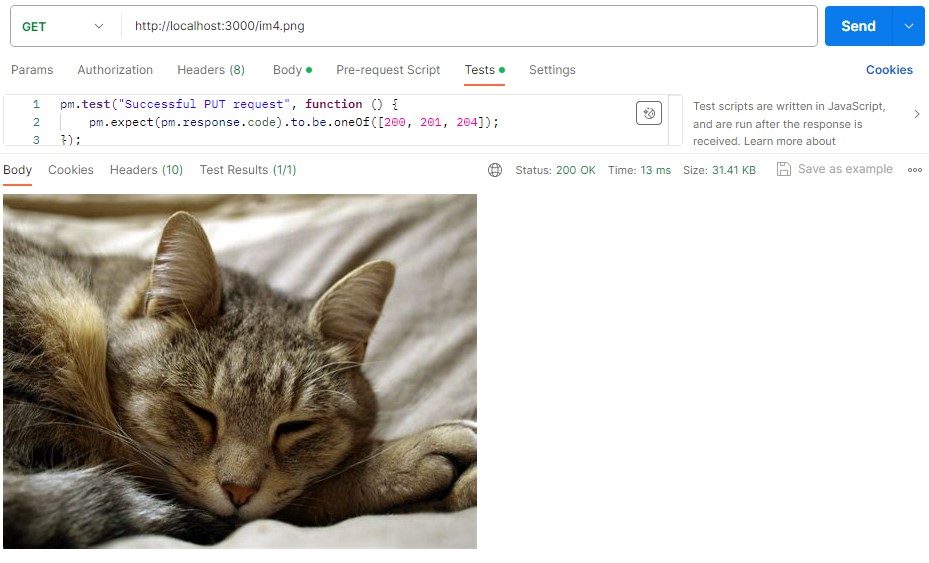 GET http://localhost:3000/im4.png Send
Params Authorization Headers (8) Body Pre-request Script Tests Settings Cookies
1 pm.test("Successful PUT request", function () {
2 pm.expect(pm.response.code).to.be.oneOf([200, 201, 204]);
3 });
Test scripts are written in JavaScript,
and are run after the response is
received. Learn more about
Body Cookies Headers (10) Test Results (1/1) Status: 200 OK Time: 13 ms Size: 31.41 KB Save as example